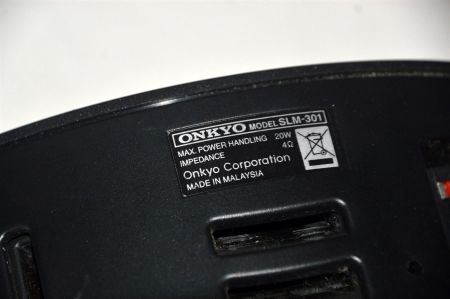 ONKYO MODEL SLM-301
MAX. POWER HANDLING 20W
IMPEDANCE 4Ω
Onkyo Corporation
MADE IN MALAYSIA